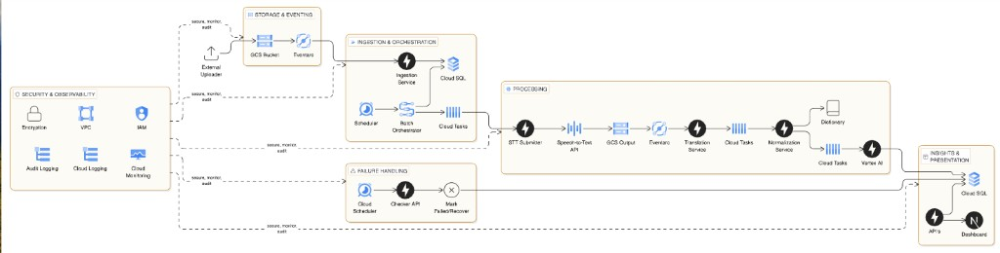 secure, monitor,
audit
STORAGE & EVENTING
GCS Bucket
Eventarc
External
Uploader
INGESTION & ORCHESTRATION
Ingestion
Service
Cloud SQL
Scheduler
Batch
Orchestrator
Cloud Tasks
secure, monitor,
audit
SECURITY & OBSERVABILITY
Encryption
VPC
IAM
Audit Logging
Cloud Logging
Cloud
Monitoring
secure, monitor,
audit
PROCESSING
STT Submitter
Speech-to-Text
API
GCS Output
Eventarc
Translation
Service
Cloud Tasks
Normalization
Service
Dictionary
Cloud Tasks
Vertex AI
secure, monitor,
audit
FAILURE HANDLING
Cloud
Scheduler
Checker API
Mark
Failed/Recover
INSIGHTS &
PRESENTATION
Cloud SQL
API's
Dashboard
secure, monitor,
audit